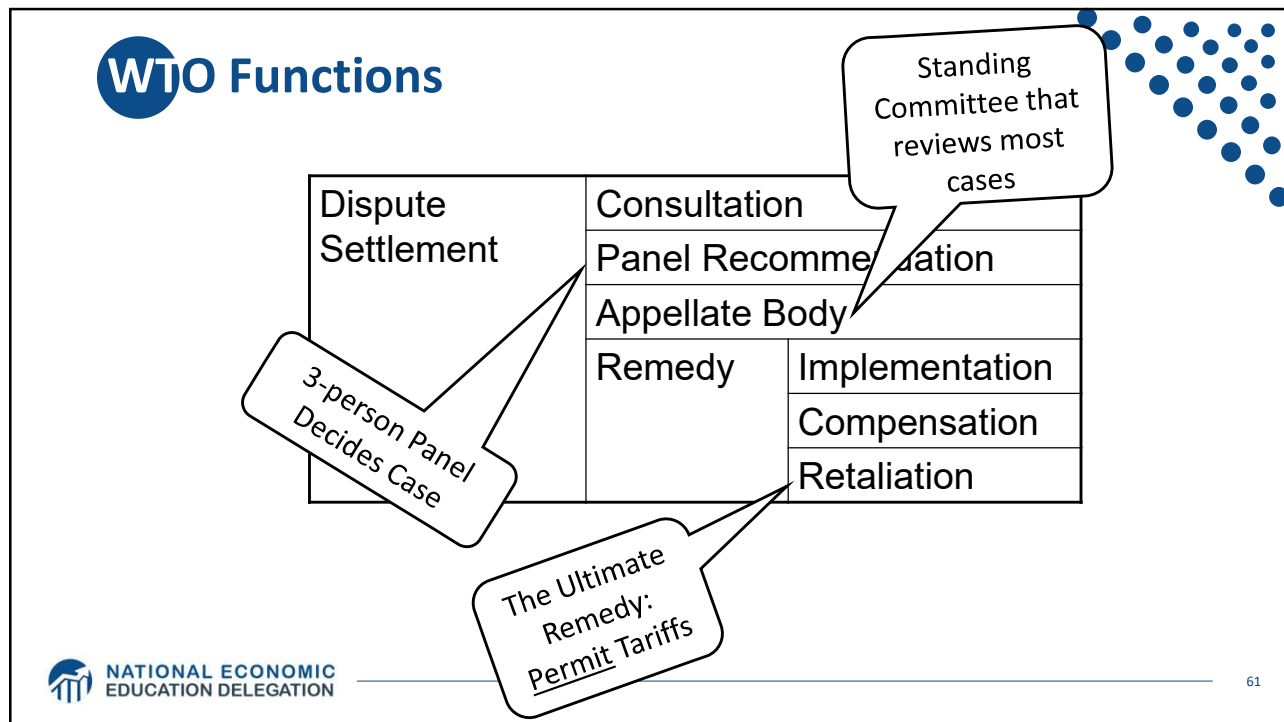 WTO Functions
Standing
Committee that
reviews most
cases
Dispute
Settlement
Consultation
Panel Recommendation
Appellate Body
Remedy
Implementation
Compensation
Retaliation
3-person Panel
Decides Case
The Ultimate
Remedy:
Permit Tariffs
NATIONAL ECONOMIC
EDUCATION DELEGATION
61